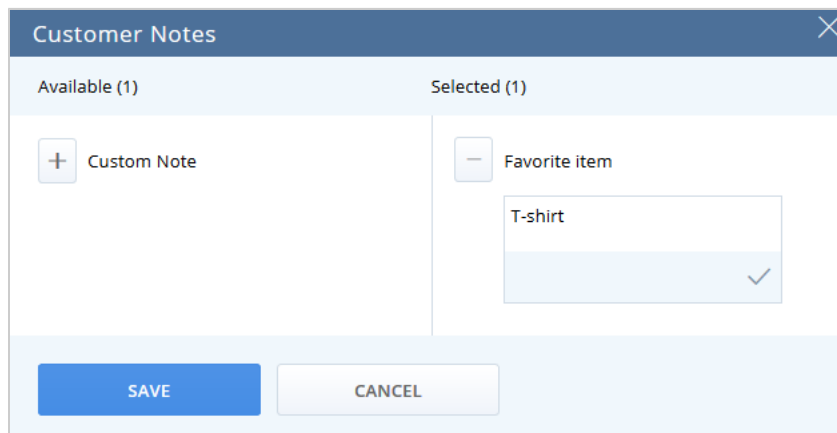 Customer Notes
Available (1)
Selected (1)
Custom Note
Favorite item
T-shirt
SAVE
CANCEL